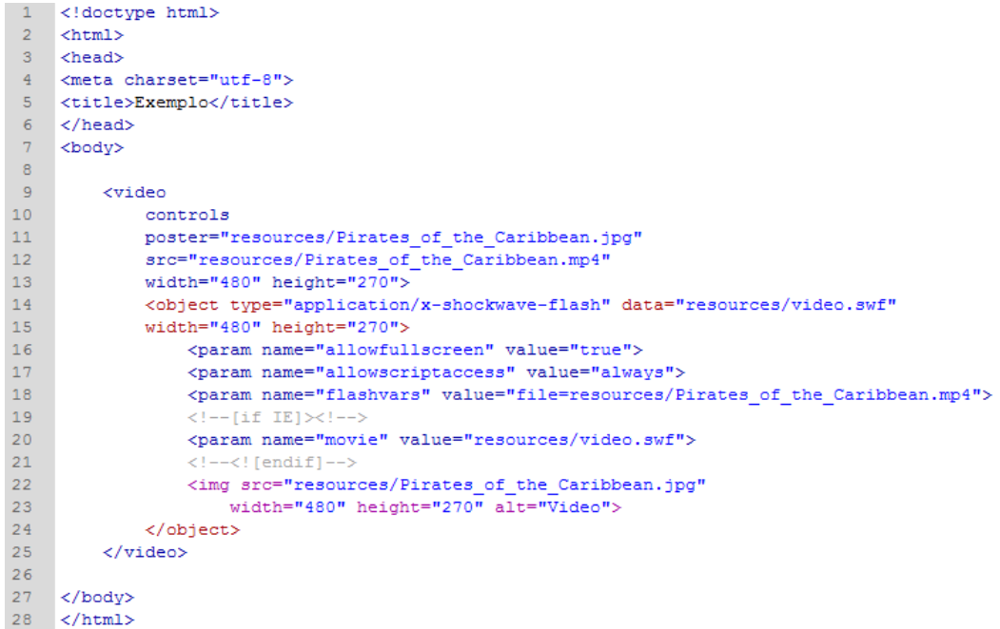 1 <!doctype html>
2 <html>
3 <head>
4 <meta charset="utf-8">
5 <title>Exemplo</title>
6 </head>
7 <body>
8
9     <video
10         controls
11         poster="resources/Pirates_of_the_Caribbean.jpg"
12         src="resources/Pirates_of_the_Caribbean.mp4"
13         width="480" height="270">
14         <object type="application/x-shockwave-flash" data="resources/video.swf"
15         width="480" height="270">
16             <param name="allowfullscreen" value="true">
17             <param name="allowscriptaccess" value="always">
18             <param name="flashvars" value="file=resources/Pirates_of_the_Caribbean.mp4">
19             <!--[if IE]><!-->
20             <param name="movie" value="resources/video.swf">
21             <!--<![endif]-->
22             <img src="resources/Pirates_of_the_Caribbean.jpg"
23                 width="480" height="270" alt="Video">
24         </object>
25     </video>
26
27 </body>
28 </html>